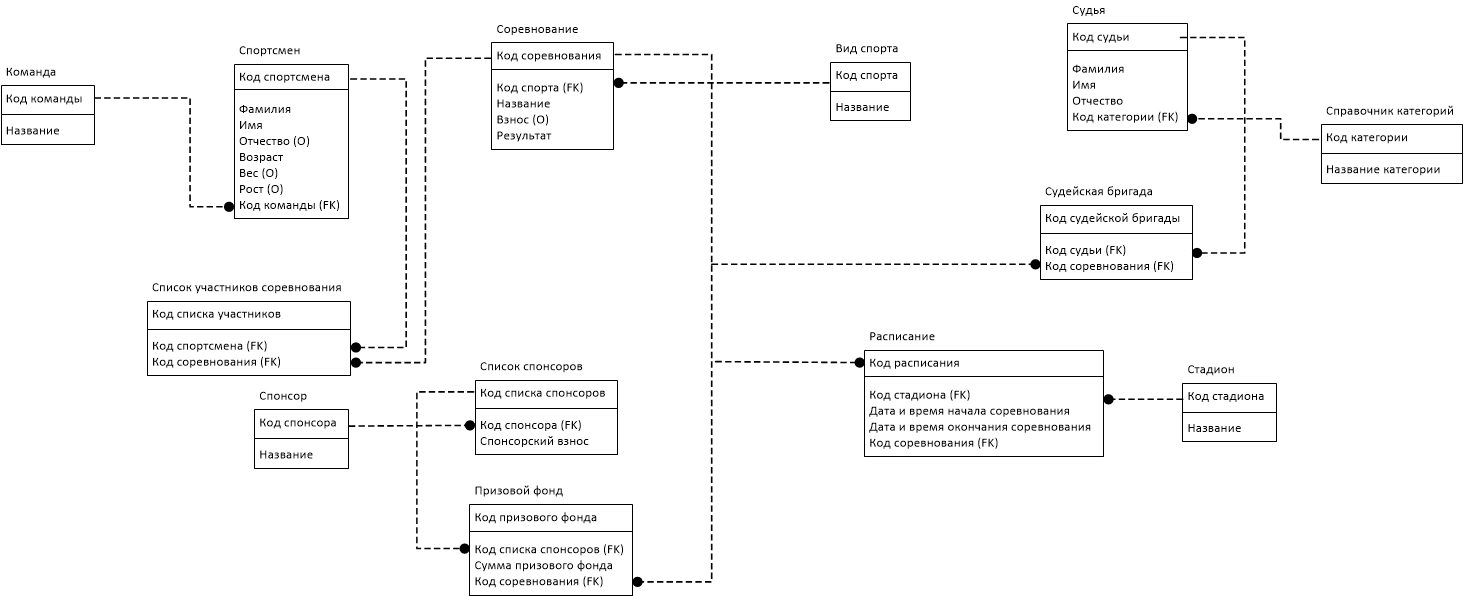 Команда
Код команды
Название
Спортсмен
Код спортсмена
Фамилия
Имя
Отчество (О)
Возраст
Вес (О)
Рост (О)
Код команды (FK)
Соревнование
Код соревнования
Код спорта (FK)
Название
Взнос (О)
Результат
Вид спорта
Код спорта
Название
Судья
Код судьи
Фамилия
Имя
Отчество
Код категории (FK)
Справочник категорий
Код категории
Название категории
Судейская бригада
Код судейской бригады
Код судьи (FK)
Код соревнования (FK)
Список участников соревнования
Код списка участников
Код спортсмена (FK)
Код соревнования (FK)
Спонсор
Код спонсора
Название
Список спонсоров
Код списка спонсоров
Код спонсора (FK)
Спонсорский взнос
Расписание
Код расписания
Код стадиона (FK)
Дата и время начала соревнования
Дата и время окончания соревнования
Код соревнования (FK)
Стадион
Код стадиона
Название
Призовой фонд
Код призового фонда
Код списка спонсоров (FK)
Сумма призового фонда
Код соревнования (FK)